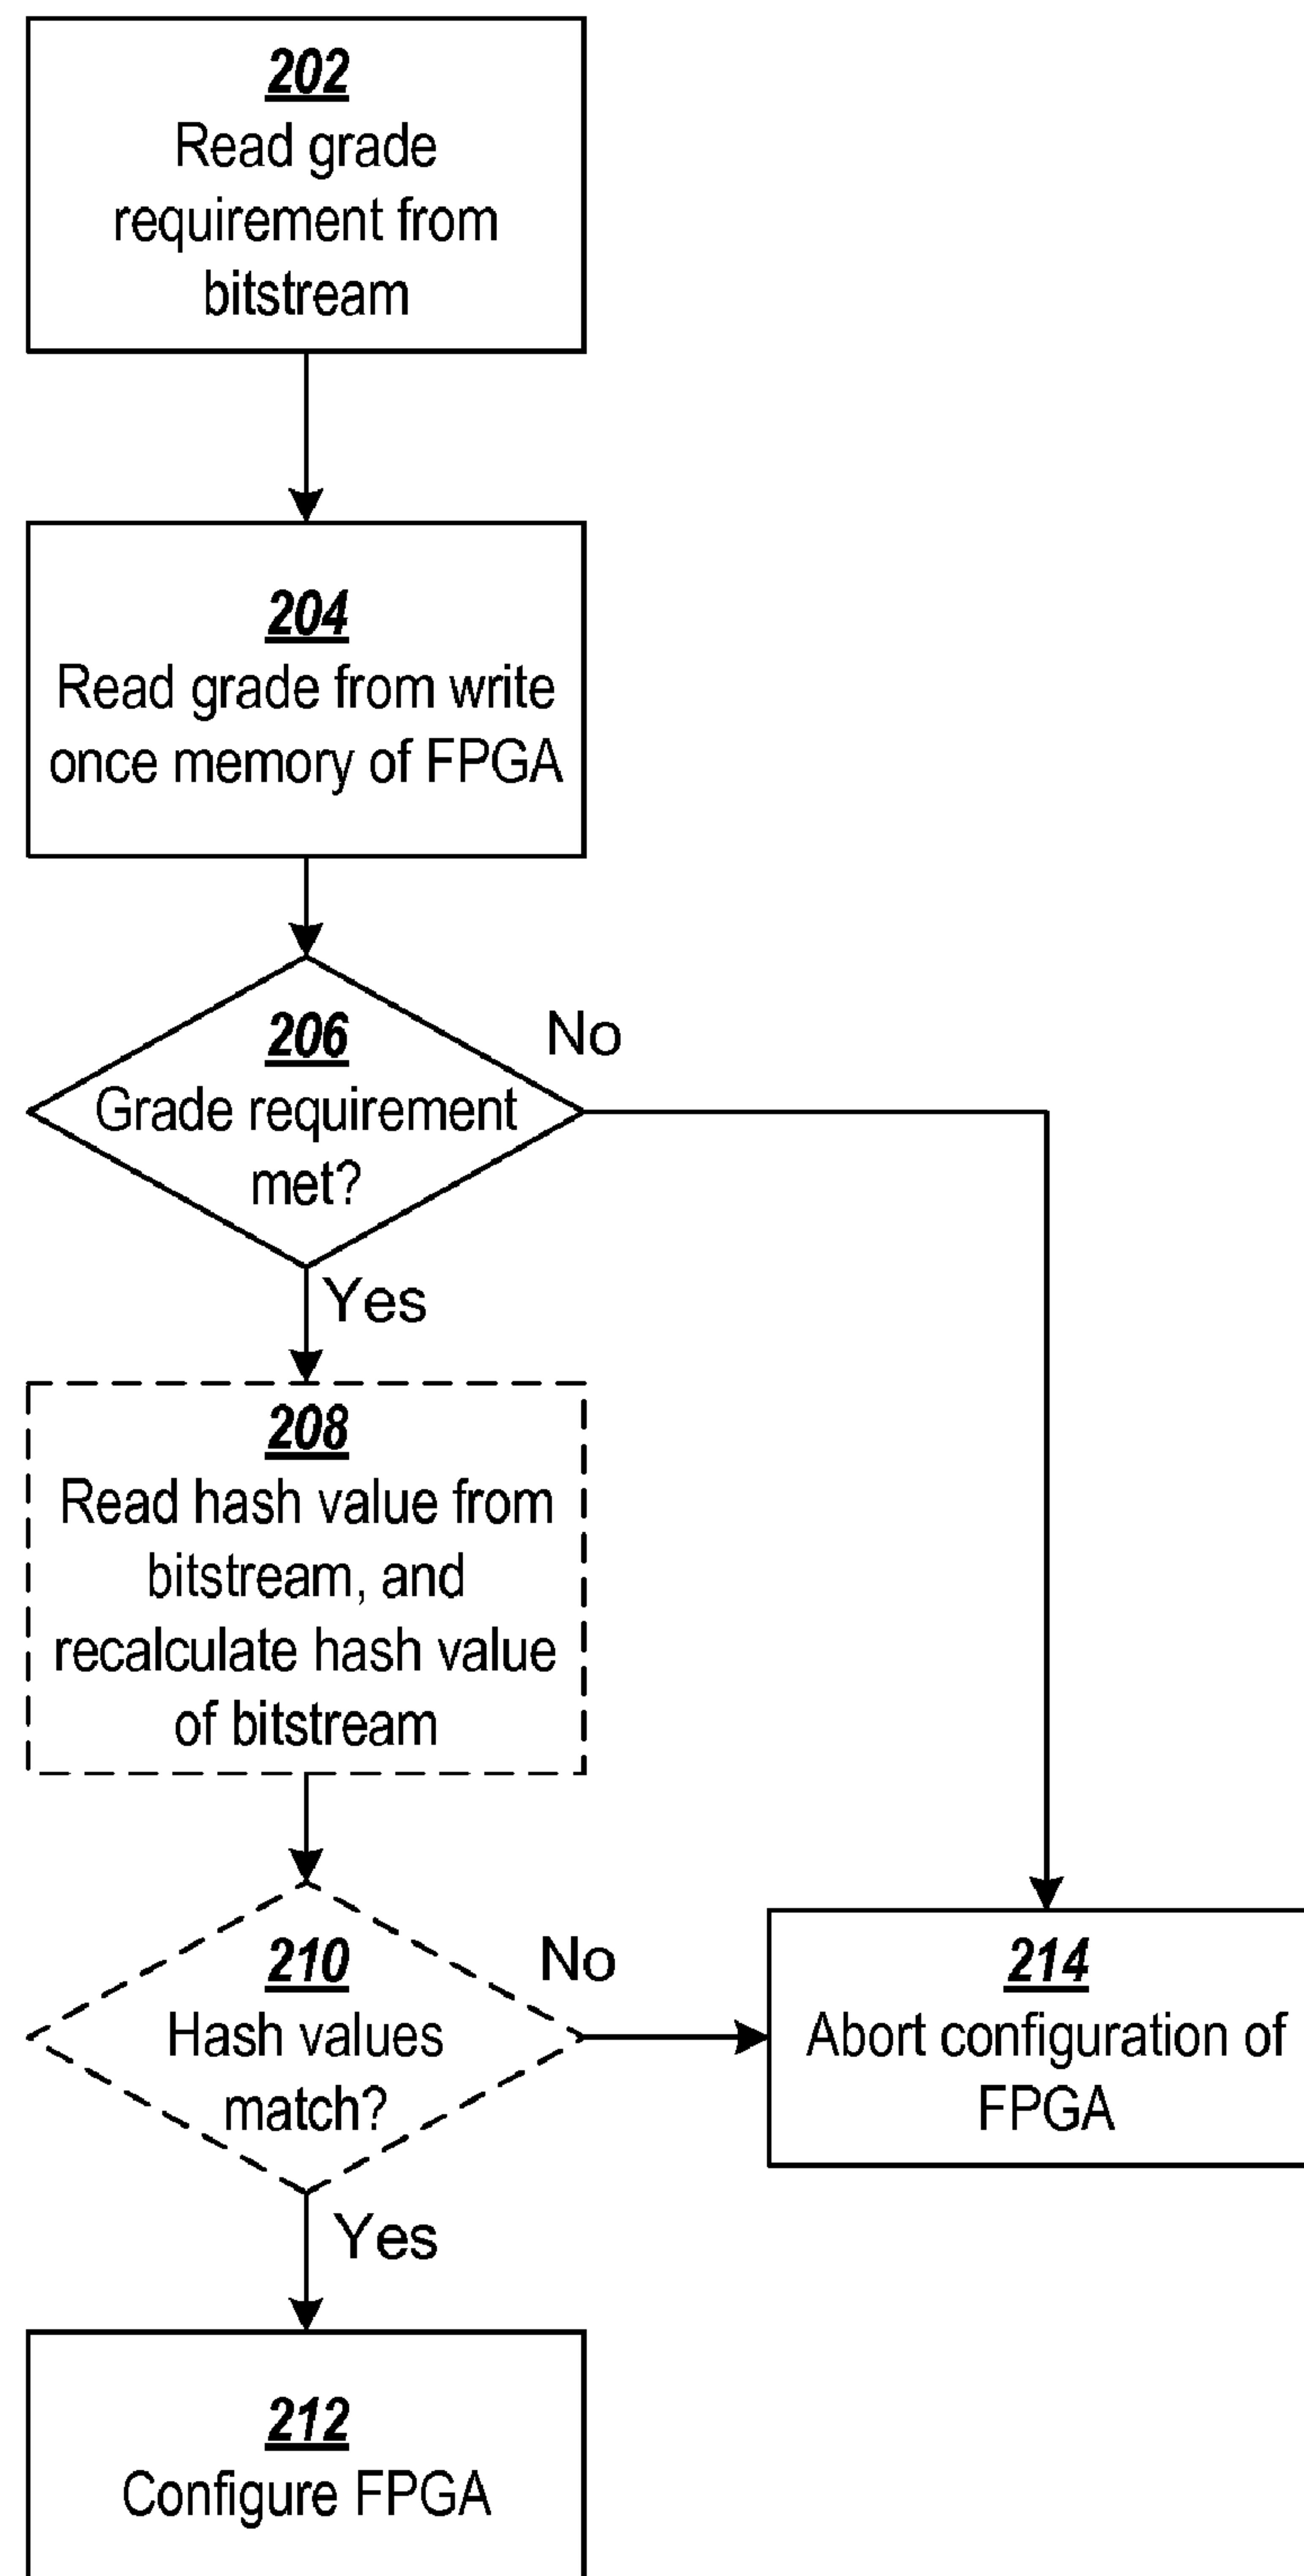 202
Read grade
requirement from
bitstream
204
Read grade from write
once memory of FPGA
206
Grade requirement
met?
No
Yes
208
Read hash value from
bitstream, and
recalculate hash value
of bitstream
210
Hash values
match?
No
Yes
214
Abort configuration of
FPGA
212
Configure FPGA